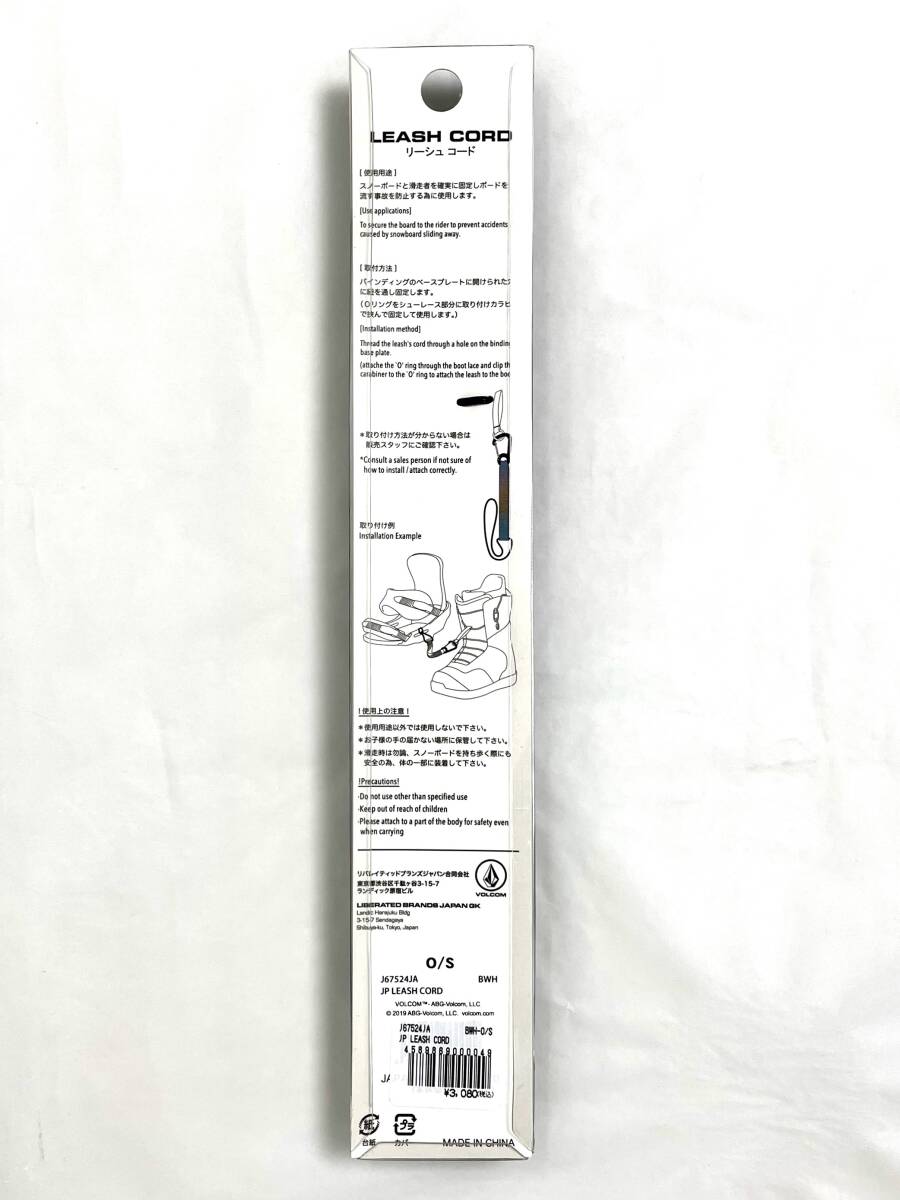 LEASH CORD
リーシュ コード
[ 使用用途 ]
スノーボードと滑走者を確実に固定しボードを
流す事故を防止する為に使用します。
[Use applications]
To secure the board to the rider to prevent accidents
caused by snowboard sliding away.
[ 取付方法 ]
バインディングのベースプレートに開けられた
に紐を通し固定します。
(Oリングをシューレース部分に取り付けカラビ
で挟んで固定して使用します。)
[Installation method]
Thread the leash's cord through a hole on the binding
base plate.
(attache the `O' ring through the boot lace and clip th
carabiner to the `O' ring to attach the leash to the boo
＊取り付け方法が分からない場合は
販売スタッフにご確認下さい。
*Consult a sales person if not sure of
how to install /attach correctly.
取り付け例
Installation Example
! 使用上の注意 !
＊使用用途以外では使用しないで下さい。
＊お子様の手の届かない場所に保管して下さい。
＊滑走時は勿論、スノーボードを持ち歩く際にも
安全の為、体の一部に装着して下さい。
!Precautions!
·Do not use other than specified use
·Keep out of reach of children
·Please attach to a part of the body for safety even
when carrying
リバレイティッドブランズジャパン合同会社
東京都渋谷区千駄ヶ谷3-15-7
ランディック原宿ビル
VOLCOM
LIBERATED BRANDS JAPAN GK
Landic Harajuku Bldg
3-15-7 Sendagaya
Shibuya-ku, Tokyo, Japan
O/S
J67524JA BWH
JP LEASH CORD
VOLCOM™- ABG-Volcom, LLC
© 2019 ABG-Volcom, LLC. volcom.com
J67524JA BWH-O/S
JP LEASH CORD
4589889000049
JA
¥3,080(税込)
紙 プラ
台紙 カバー
MADE IN CHINA